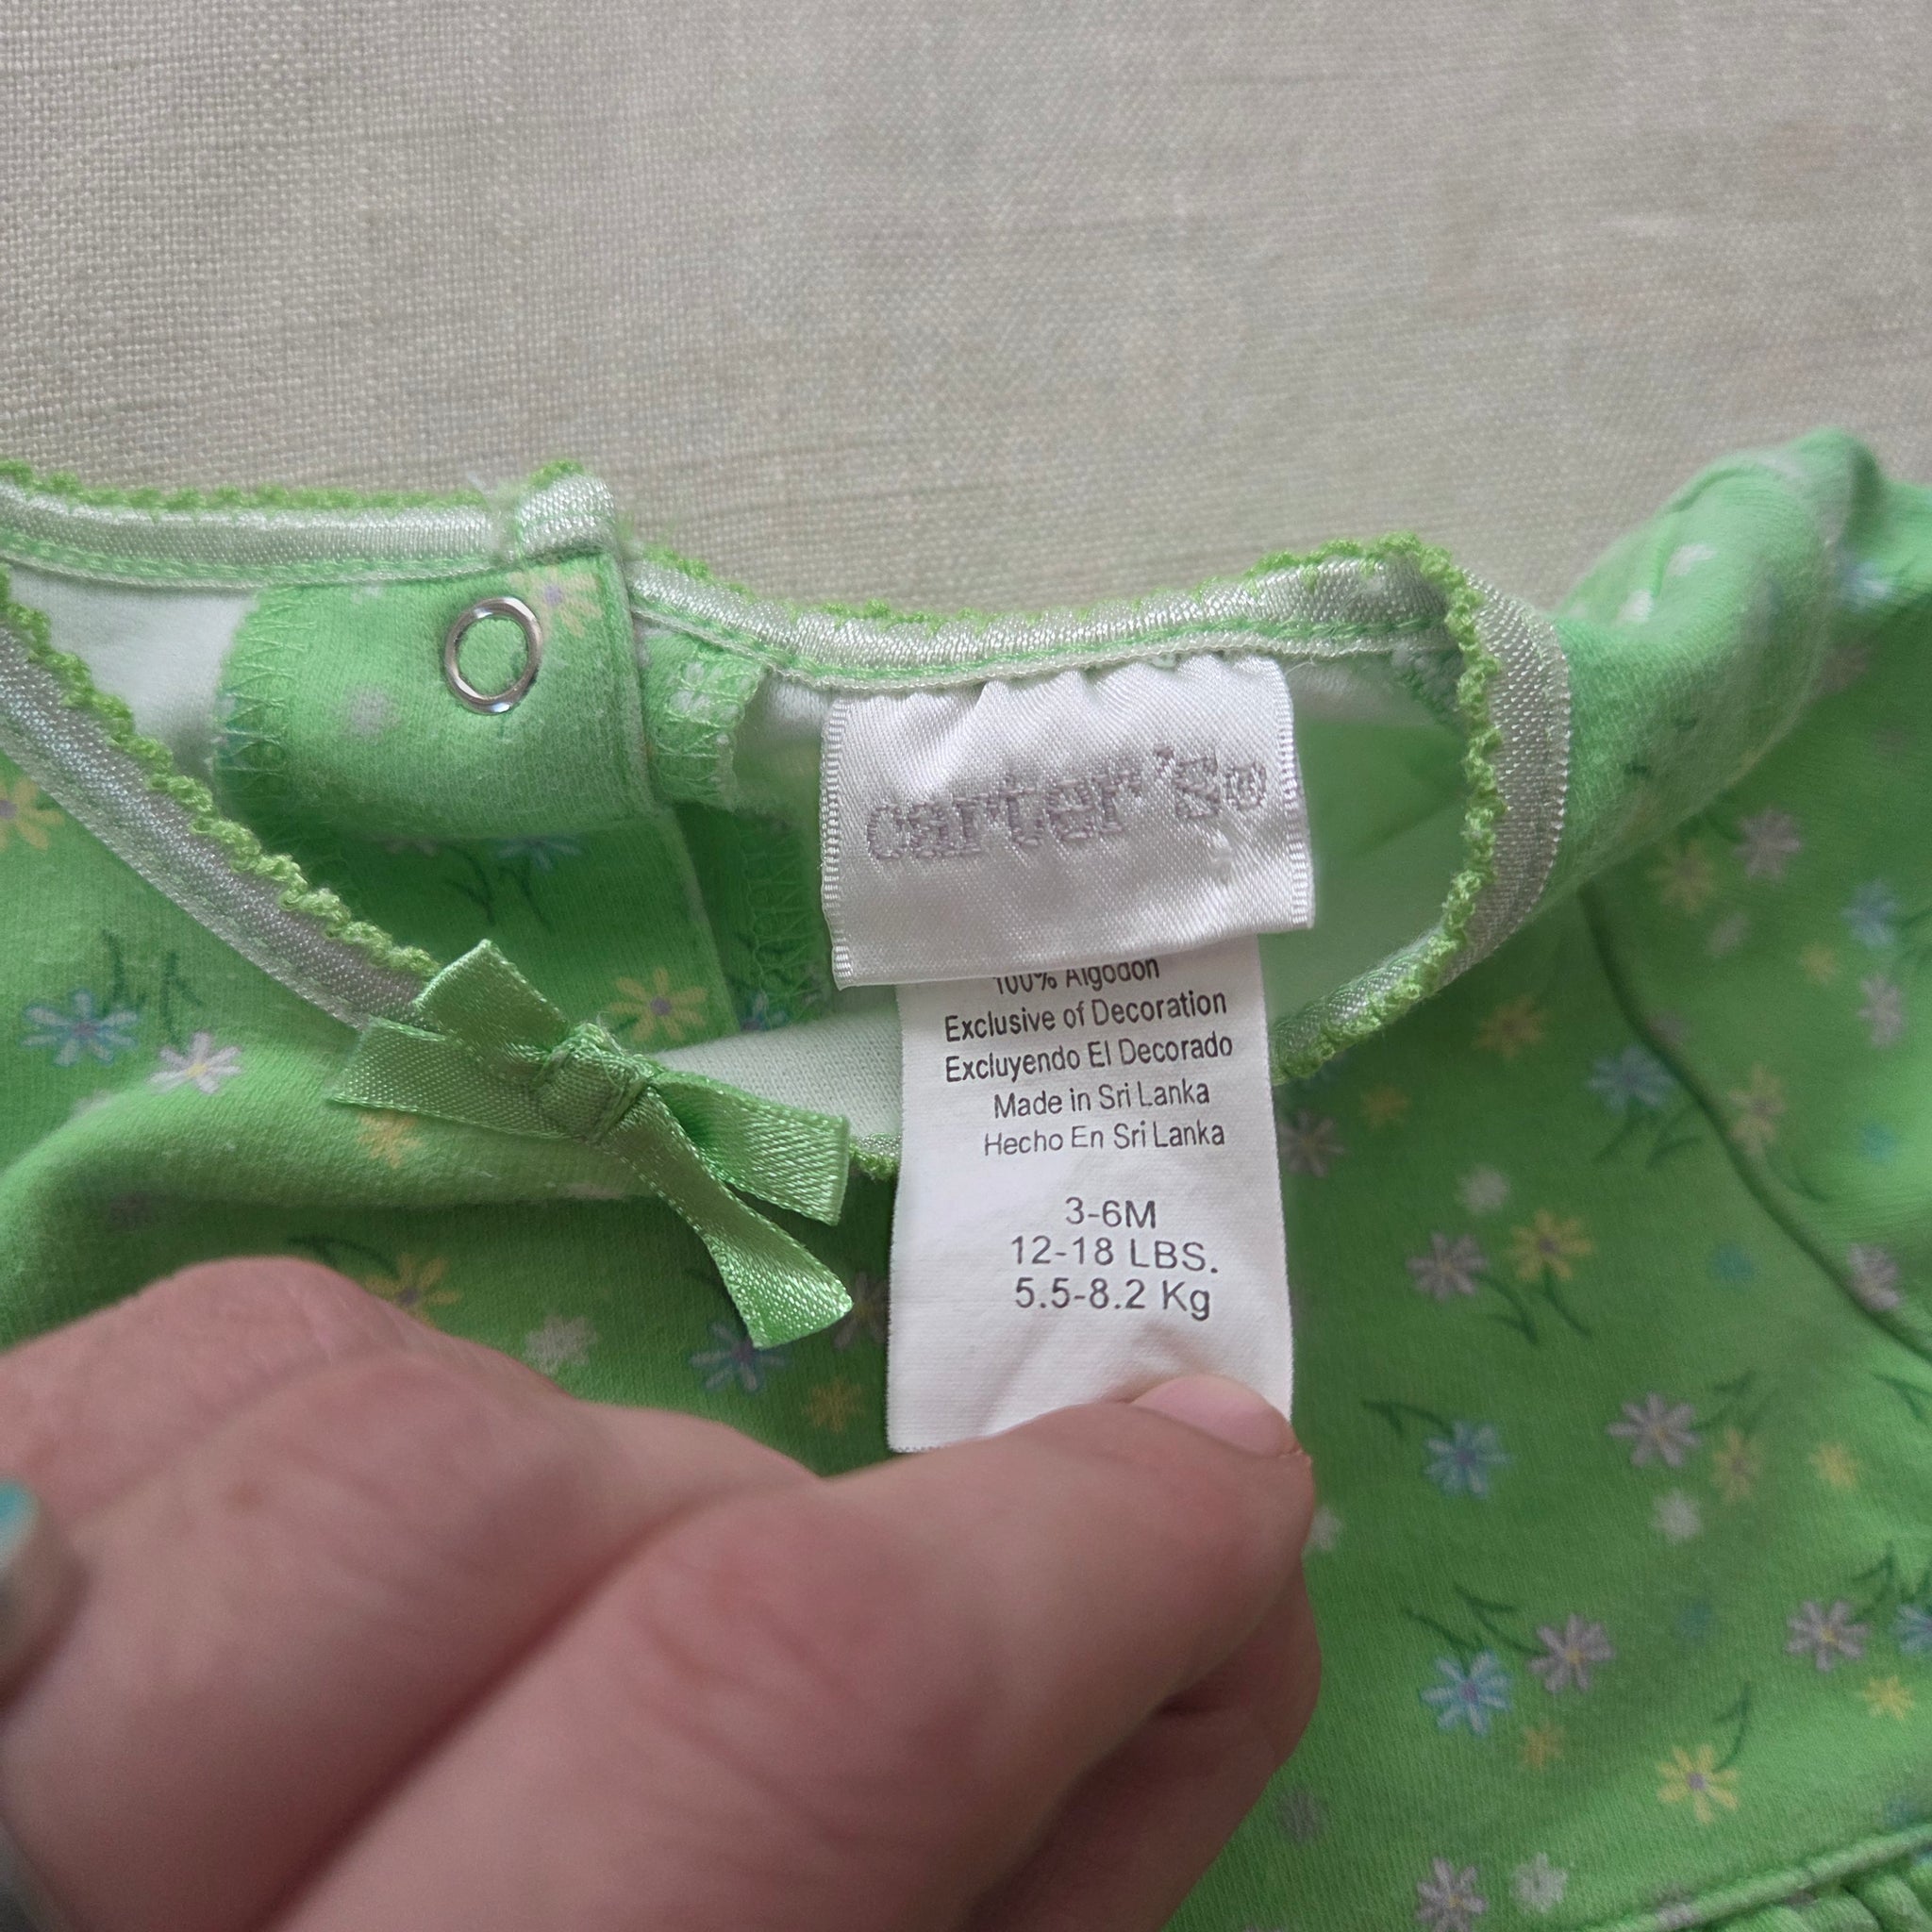 carter's®
100% Algodon
Exclusive of Decoration
Excluyendo El Decorado
Made in Sri Lanka
Hecho En Sri Lanka
3-6M
12-18 LBS.
5.5-8.2 Kg